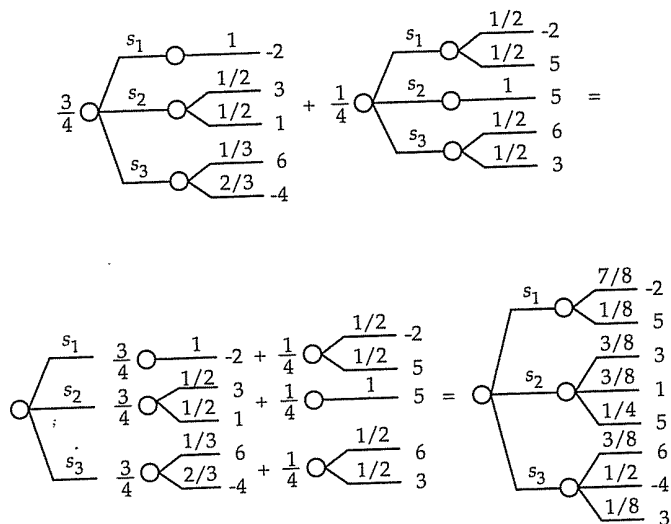 s1 1 -2
3/4 s2 1/2 3
1/2 1
s3 1/3 6
2/3 -4
+ 1/4 s1 1/2 -2
1/2 5
s2 1 5 =
s3 1/2 6
1/2 3
s1 3/4 1 -2 + 1/4 1/2 -2
1/2 5
s2 3/4 1/2 3
1/2 1 + 1/4 1 5
s3 3/4 1/3 6
2/3 -4 + 1/4 1/2 6
1/2 3
= s1 7/8 -2
1/8 5
s2 3/8 3
3/8 1
1/4 5
s3 3/8 6
1/2 -4
1/8 3